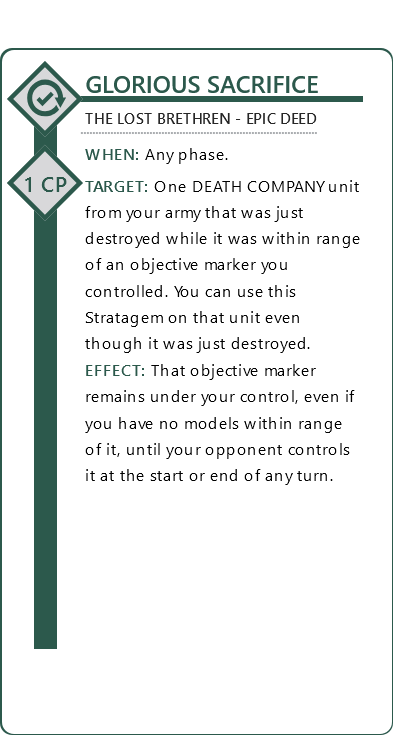 GLORIOUS SACRIFICE
THE LOST BRETHREN - EPIC DEED
WHEN: Any phase.
1 CP
TARGET: One DEATH COMPANY unit
from your army that was just
destroyed while it was within range
of an objective marker you
controlled. You can use this
Stratagem on that unit even
though it was just destroyed.
EFFECT: That objective marker
remains under your control, even if
you have no models within range
of it, until your opponent controls
it at the start or end of any turn.